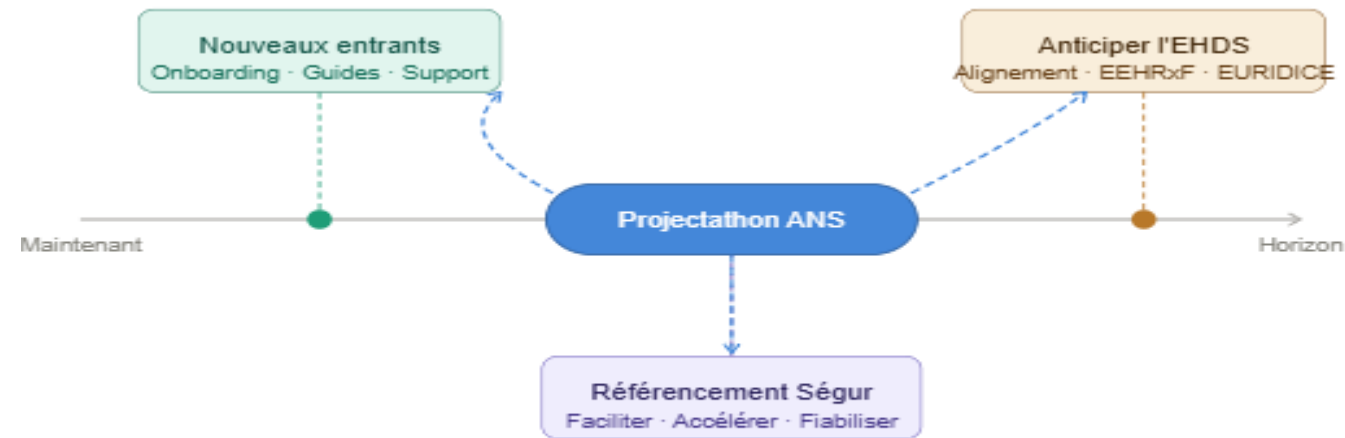 Nouveaux entrants
Onboarding · Guides · Support
Anticiper l'EHDS
Alignement · EEHRxF · EURIDICE
Projectathon ANS
Maintenant
Horizon
Référencement Ségur
Faciliter · Accélérer · Fiabiliser